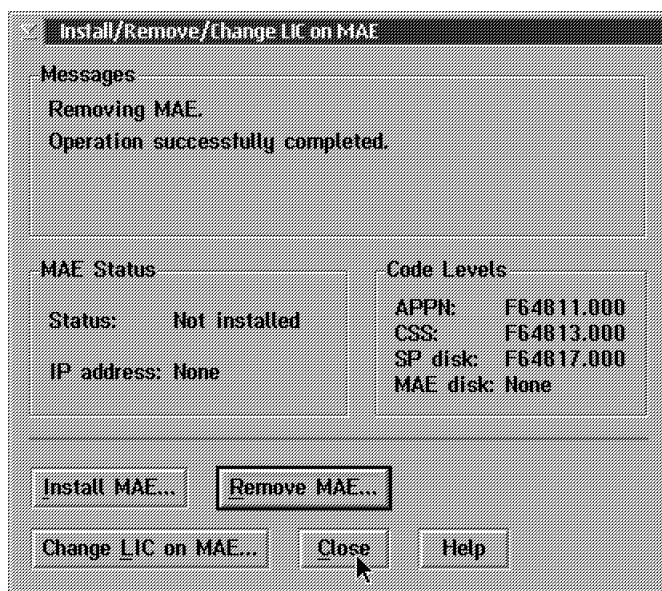 Install/Remove/Change LIC on MAE
Messages
Removing MAE.
Operation successfully completed.
MAE Status
Status: Not installed
IP address: None
Code Levels
APPN: F64811.000
CSS: F64813.000
SP disk: F64817.000
MAE disk: None
Install MAE...
Remove MAE...
Change LIC on MAE...
Close
Help